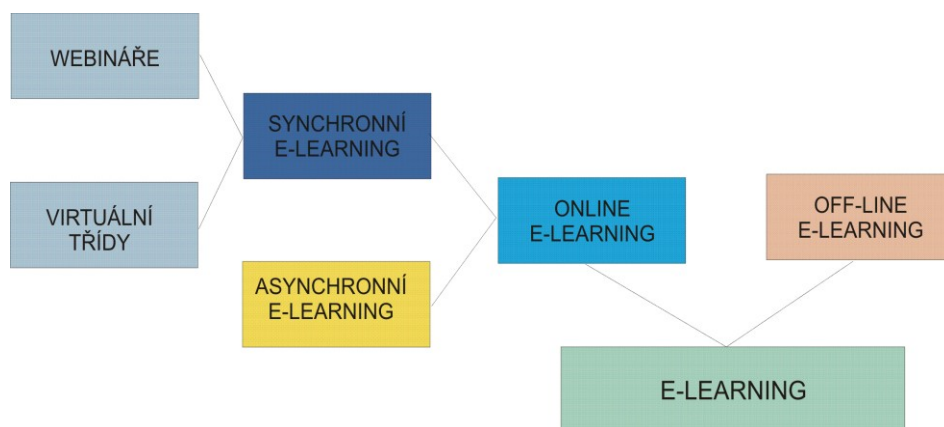 WEBINÁŘE
SYNCHRONNÍ
E-LEARNING
VIRTUÁLNÍ
TŘÍDY
ONLINE
E-LEARNING
OFF-LINE
E-LEARNING
ASYNCHRONNÍ
E-LEARNING
E-LEARNING